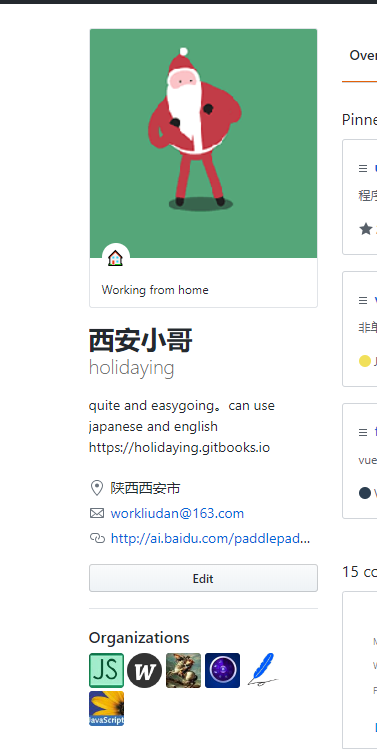 Over
Pinne
Working from home
西安小哥
holidaying
quite and easygoing。can use
japanese and english
https://holidaying.gitbooks.io
陕西西安市
workliudan@163.com
http://ai.baidu.com/paddlepad...
Edit
Organizations
JS
W
JavaScript
程序
非单
vue
15 co